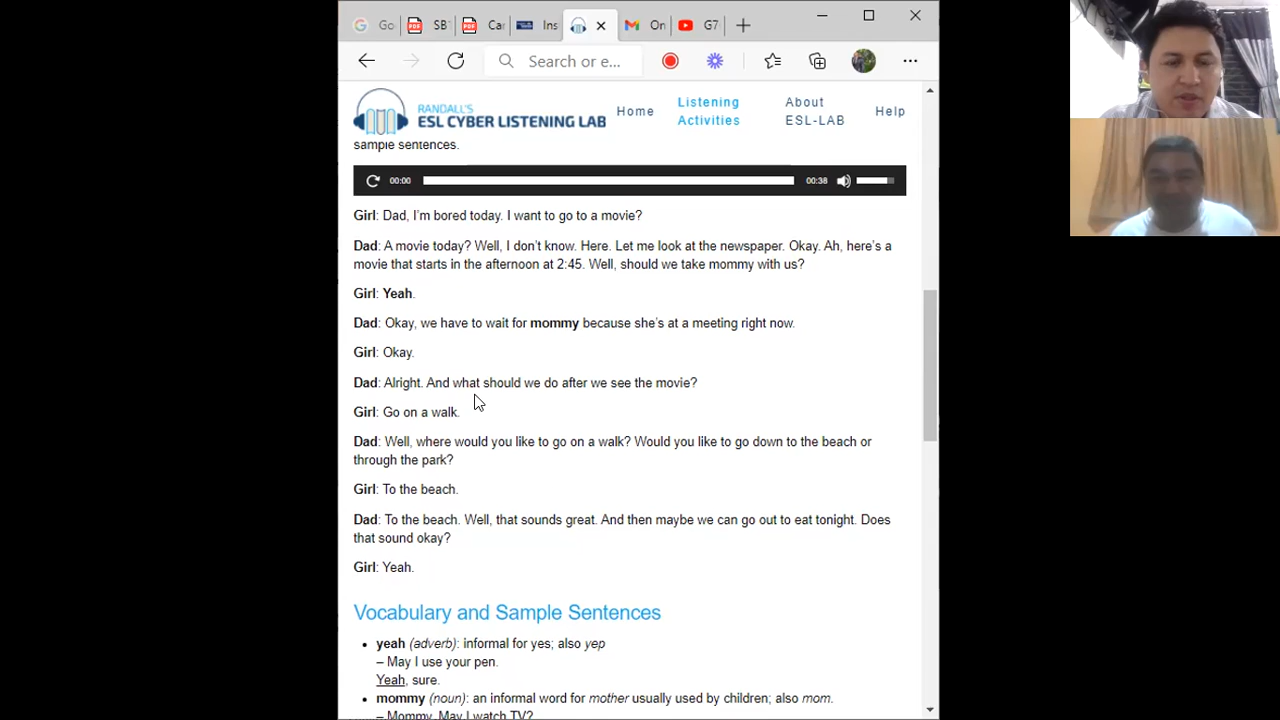 Go
SB'
Ca
Ins
On
G7
Search or e...
RANDALL'S
ESL CYBER LISTENING LAB
Home
Listening
Activities
About
ESL-LAB
Help
sample sentences.
00:00
00:38
Girl: Dad, I'm bored today. I want to go to a movie?
Dad: A movie today? Well, I don't know. Here. Let me look at the newspaper. Okay. Ah, here's a
movie that starts in the afternoon at 2:45. Well, should we take mommy with us?
Girl: Yeah.
Dad: Okay, we have to wait for mommy because she's at a meeting right now.
Girl: Okay.
Dad: Alright. And what should we do after we see the movie?
Girl: Go on a walk.
Dad: Well, where would you like to go on a walk? Would you like to go down to the beach or
through the park?
Girl: To the beach.
Dad: To the beach. Well, that sounds great. And then maybe we can go out to eat tonight. Does
that sound okay?
Girl: Yeah.
Vocabulary and Sample Sentences
• yeah (adverb): informal for yes; also yep
– May I use your pen.
Yeah, sure.
• mommy (noun): an informal word for mother usually used by children; also mom.
– Mommy, May I watch TV?